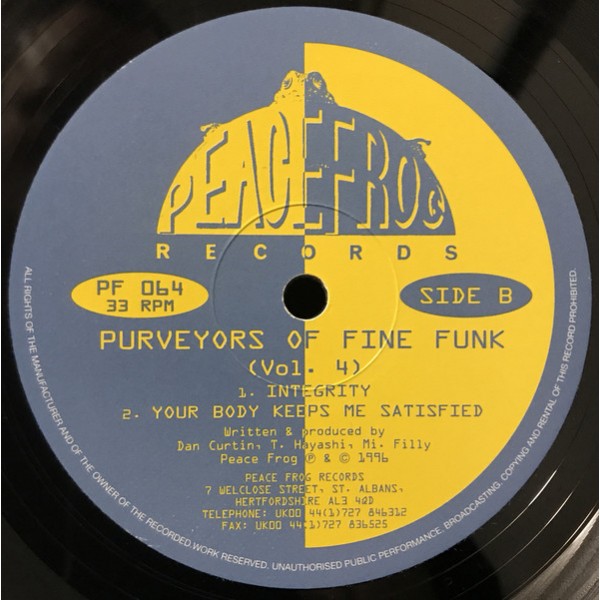 PEACEFROG
RECORDS
PF 064
33 RPM
SIDE B
PURVEYORS OF FINE FUNK
(Vol. 4)
1. INTEGRITY
2. YOUR BODY KEEPS ME SATISFIED
Written & produced by
Dan Curtin, T. Hayashi, Mi. Filly
Peace Frog ℗ & © 1996
PEACE FROG RECORDS
7 WELCLOSE STREET, ST. ALBANS,
HERTFORDSHIRE AL3 4QD
TELEPHONE: UK00 44(1)727 846312
FAX: UK00 44(1)727 836525
ALL RIGHTS OF THE MANUFACTURER AND OF THE OWNER OF THE RECORDED WORK RESERVED. UNAUTHORISED PUBLIC PERFORMANCE, BROADCASTING, COPYING AND RENTAL OF THIS RECORD PROHIBITED.